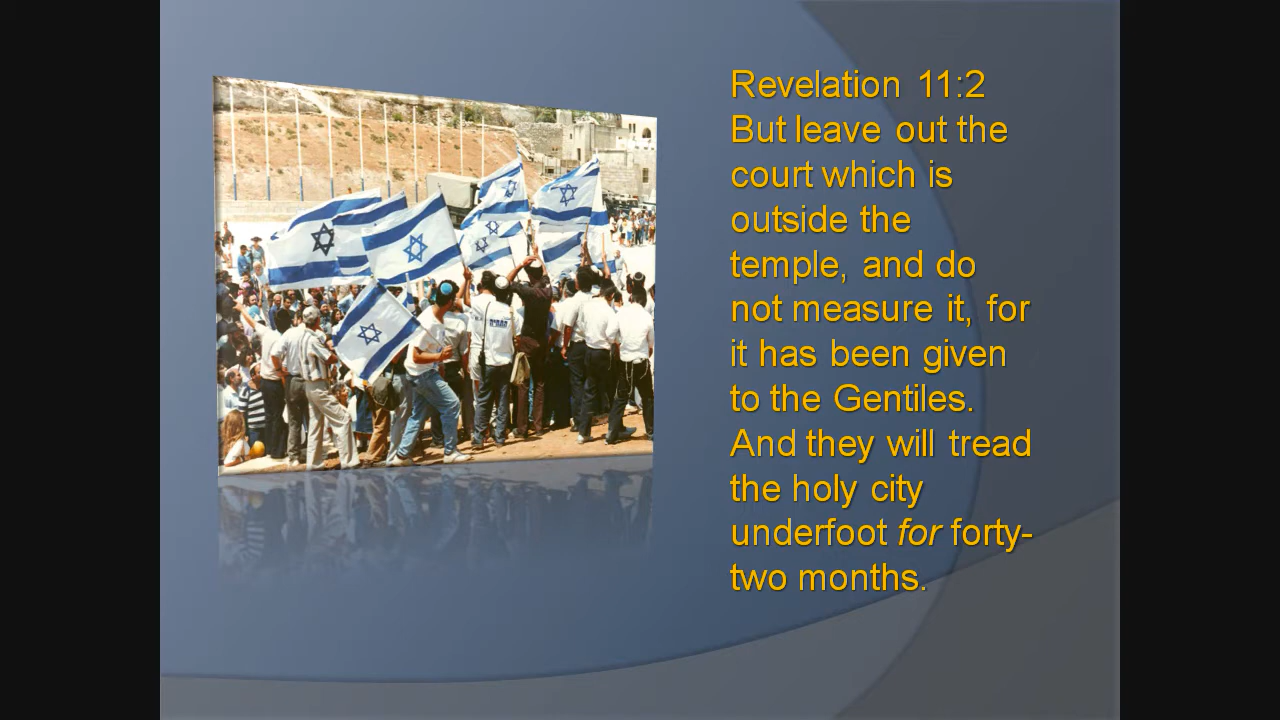 Revelation 11:2
But leave out the
court which is
outside the
temple, and do
not measure it, for
it has been given
to the Gentiles.
And they will tread
the holy city
underfoot for forty-
two months.